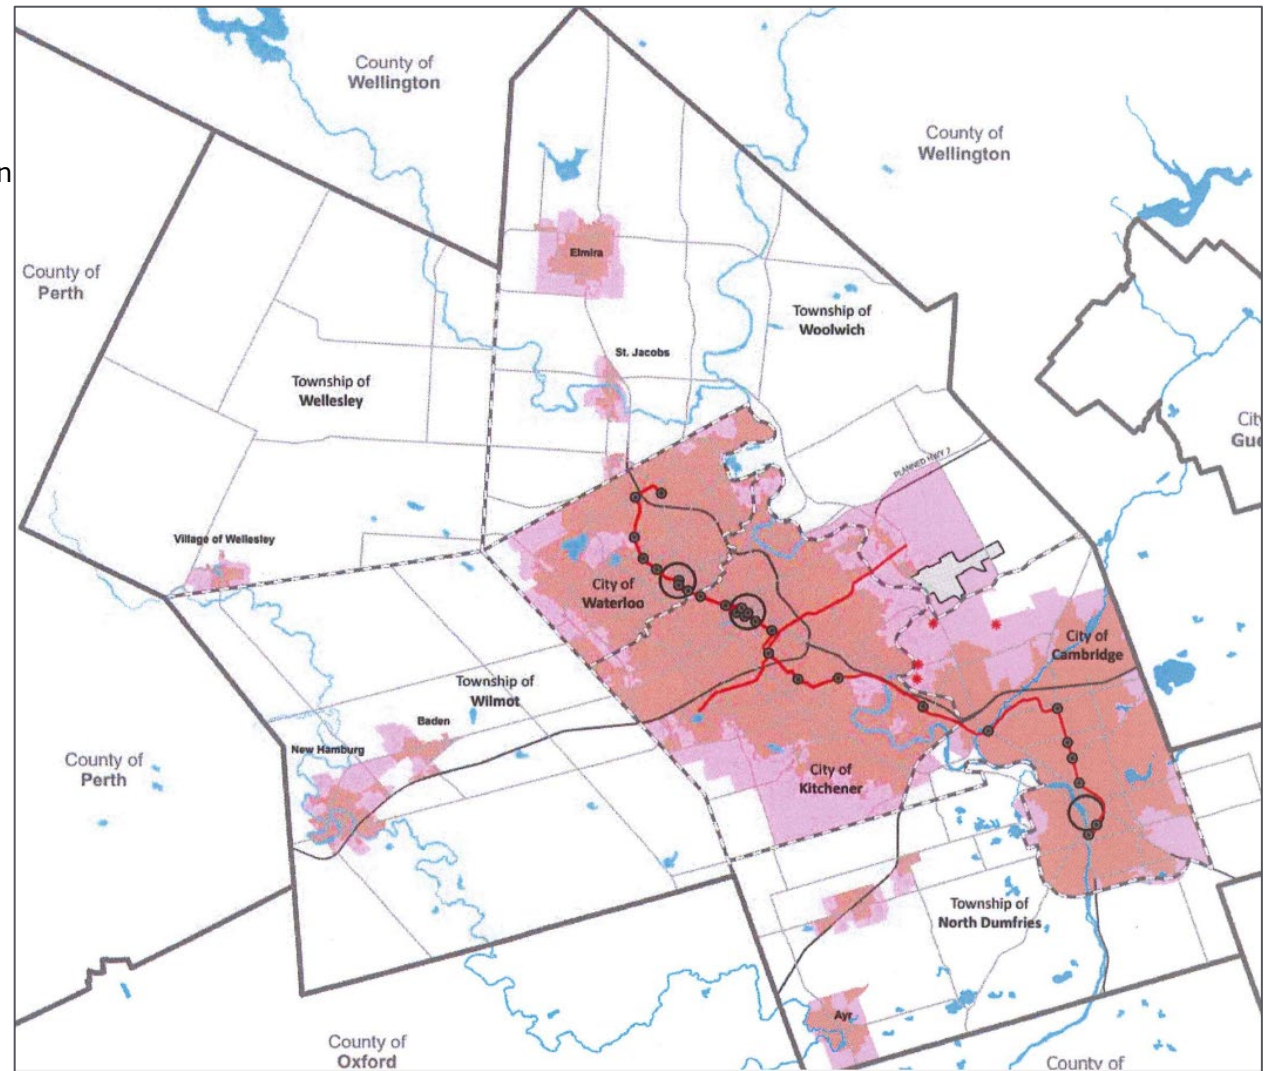 County of
Wellington
County of
Wellington
n
County of
Perth
Elmira
Township of
Woolwich
St. Jacobs
Township of
Wellesley
City
Gue
PLANNED HWY 7
Village of Wellesley
City of
Waterloo
City of
Cambridge
Township of
Wilmot
Baden
New Hamburg
County of
Perth
City of
Kitchener
Township of
North Dumfries
Ayr
County of
Oxford
County of